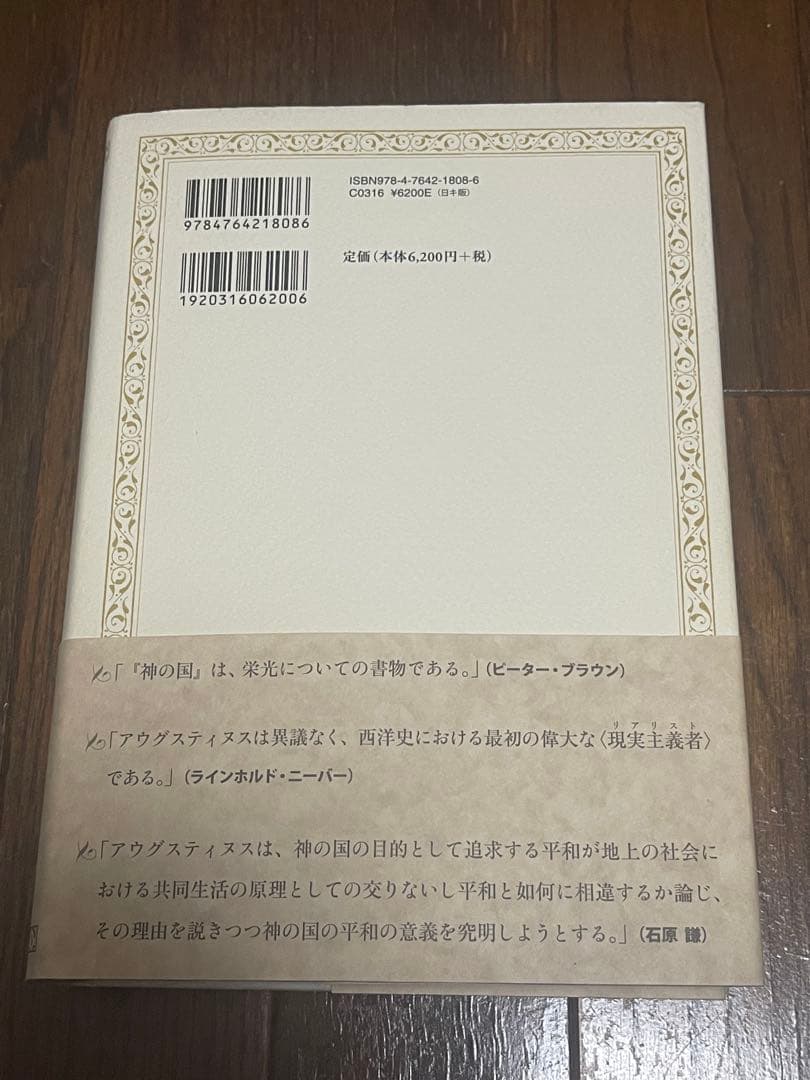 ISBN978-4-7642-1808-6
C0316 ¥6200E（日キ販）
9784764218086
定価（本体6,200円＋税）
1920316062006
「『神の国』は、栄光についての書物である。」（ピーター・ブラウン）
「アウグスティヌスは異議なく、西洋史における最初の偉大な〈現実主義者〉
リアリスト
である。」（ラインホルド・ニーバー）
「アウグスティヌスは、神の国の目的として追求する平和が地上の社会に
おける共同生活の原理としての交りないし平和と如何に相違するか論じ、
その理由を説きつつ神の国の平和の意義を究明しようとする。」（石原 謙）